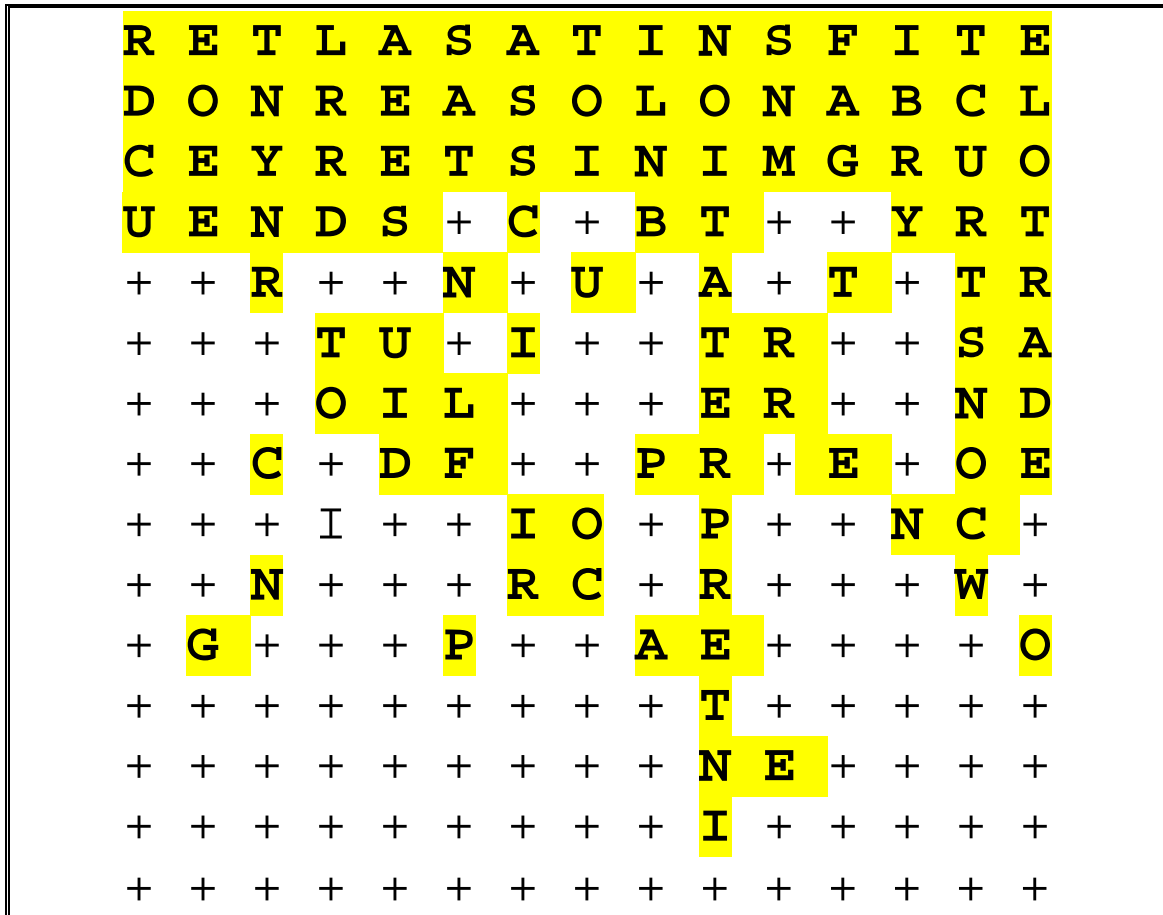 R E T L A S A T I N S F I T E
D O N R E A S O L O N A B C L
C E Y R E T S I N I M G R U O
U E N D S + C + B T + + Y R T
+ + R + + N + U + A + T + T R
+ + + T U + I + + T R + + S A
+ + + O I L + + + E R + + N D
+ + C + D F + + P R + E + O E
+ + + I + + I O + P + + N C +
+ + N + + + R C + R + + + W +
+ G + + + P + + A E + + + + O
+ + + + + + + + + T + + + + +
+ + + + + + + + + N E + + + +
+ + + + + + + + + I + + + + +
+ + + + + + + + + + + + + + +